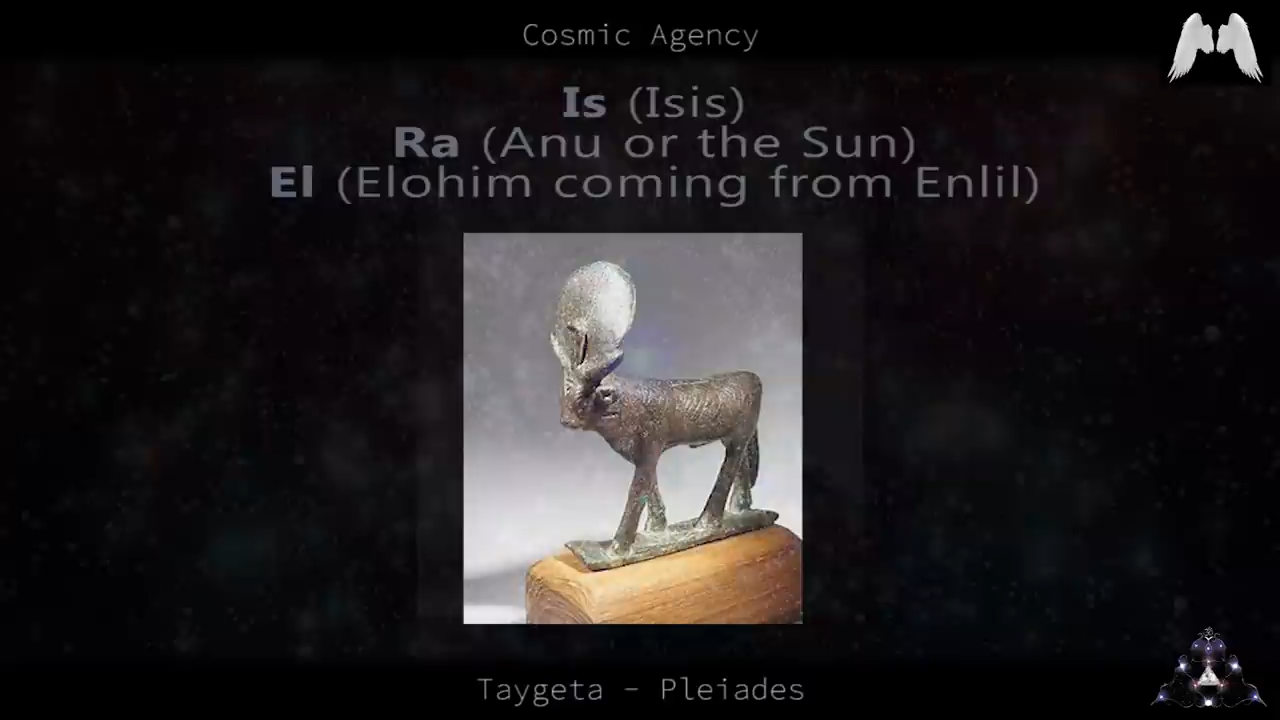 Cosmic Agency
Is (Isis)
Ra (Anu or the Sun)
El (Elohim coming from Enlil)
Taygeta - Pleiades